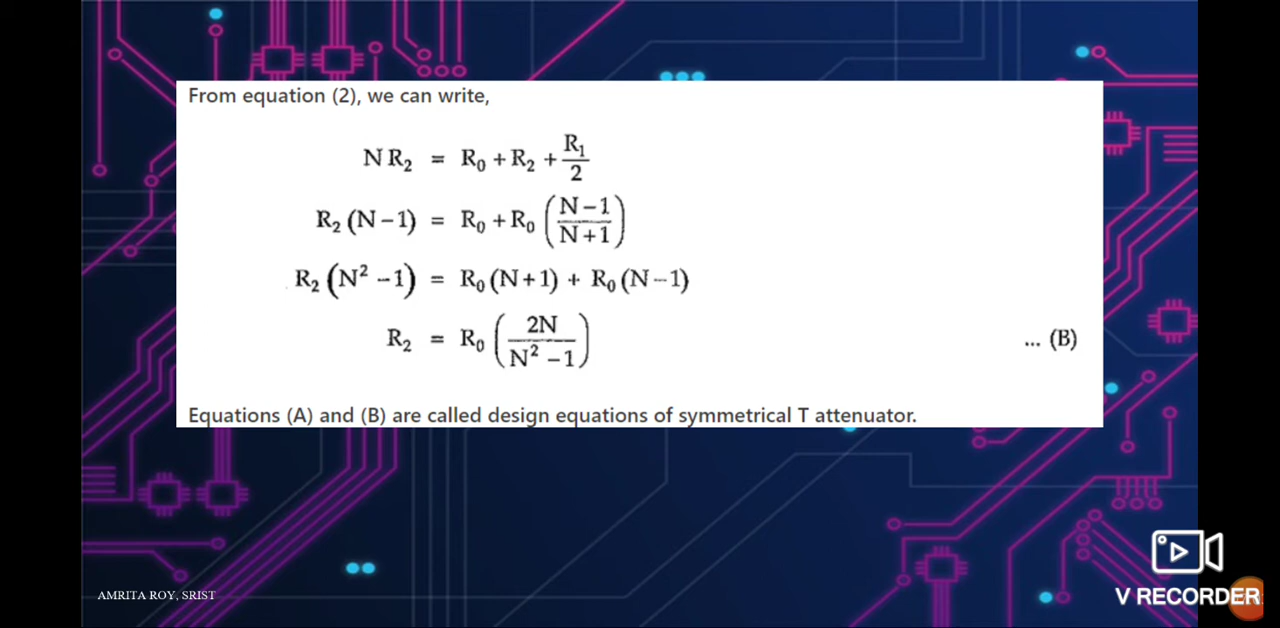 From equation (2), we can write,
N R₂ = R₀ + R₂ + R₁/2
R₂ (N − 1) = R₀ + R₀ ((N − 1)/(N + 1))
R₂ (N² − 1) = R₀ (N + 1) + R₀ (N − 1)
R₂ = R₀ (2N/(N² − 1)) ... (B)
Equations (A) and (B) are called design equations of symmetrical T attenuator.
AMRITA ROY, SRIST
V RECORDER